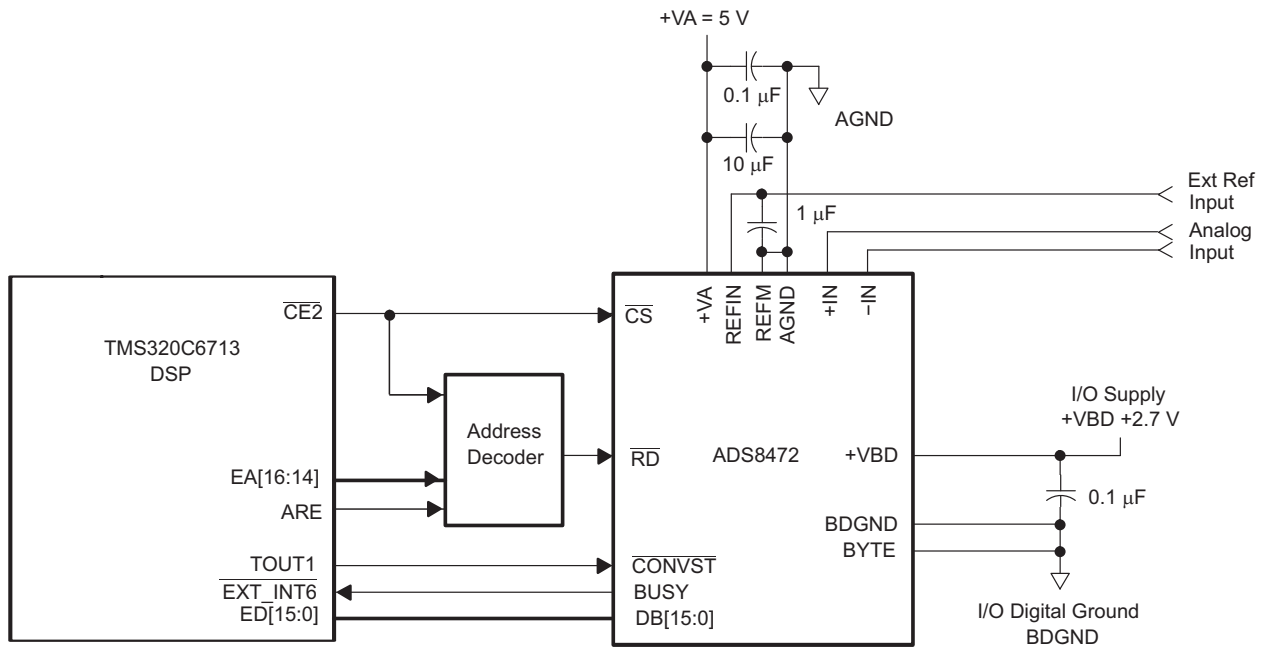 +VA = 5 V
0.1 μF
AGND
10 μF
Ext Ref
Input
1 μF
Analog
Input
CE2
CS
+VA
REFIN
REFM
AGND
+IN
–IN
TMS320C6713
DSP
I/O Supply
+VBD +2.7 V
Address
Decoder
RD
ADS8472
+VBD
EA[16:14]
0.1 μF
ARE
BDGND
BYTE
TOUT1
CONVST
EXT_INT6
BUSY
ED[15:0]
DB[15:0]
I/O Digital Ground
BDGND